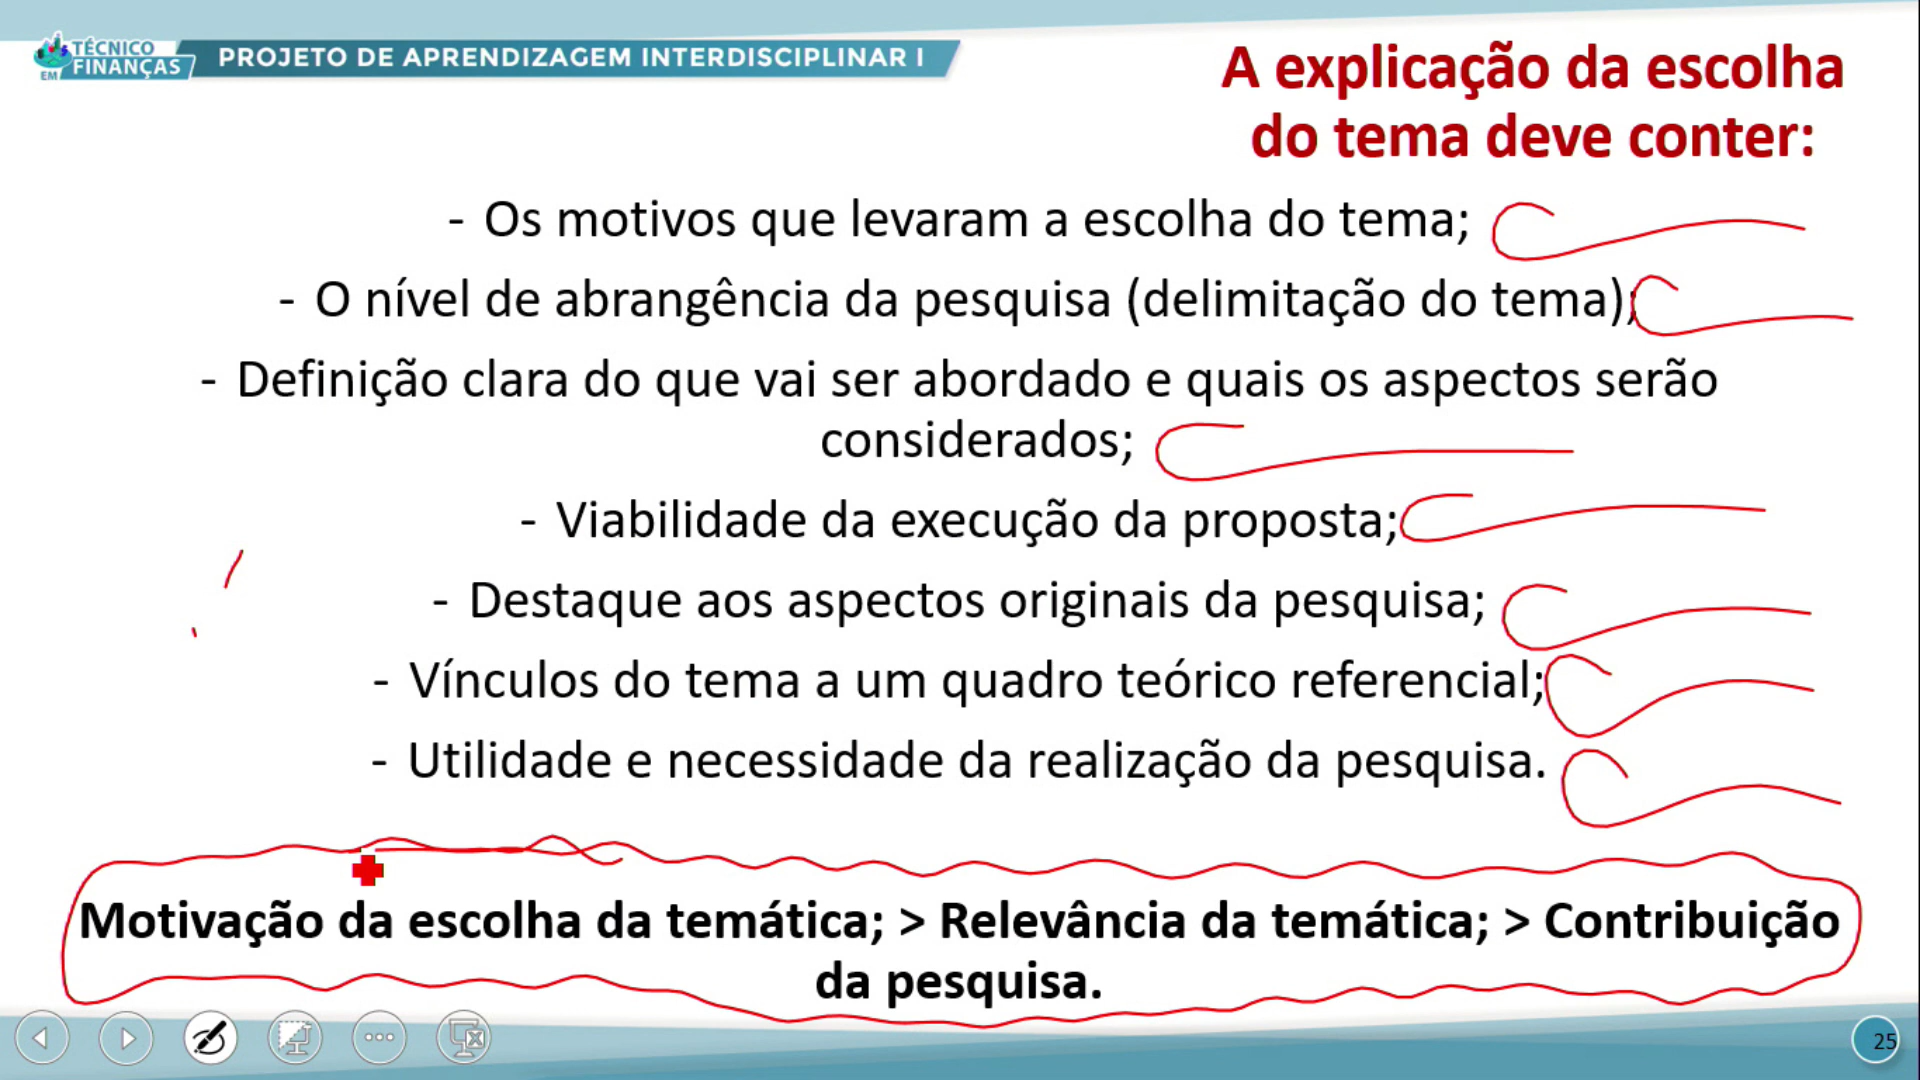 TÉCNICO
EM FINANÇAS
PROJETO DE APRENDIZAGEM INTERDISCIPLINAR I
A explicação da escolha
do tema deve conter:
- Os motivos que levaram a escolha do tema;
- O nível de abrangência da pesquisa (delimitação do tema);
- Definição clara do que vai ser abordado e quais os aspectos serão
considerados;
- Viabilidade da execução da proposta;
- Destaque aos aspectos originais da pesquisa;
- Vínculos do tema a um quadro teórico referencial;
- Utilidade e necessidade da realização da pesquisa.
Motivação da escolha da temática; > Relevância da temática; > Contribuição
da pesquisa.
25